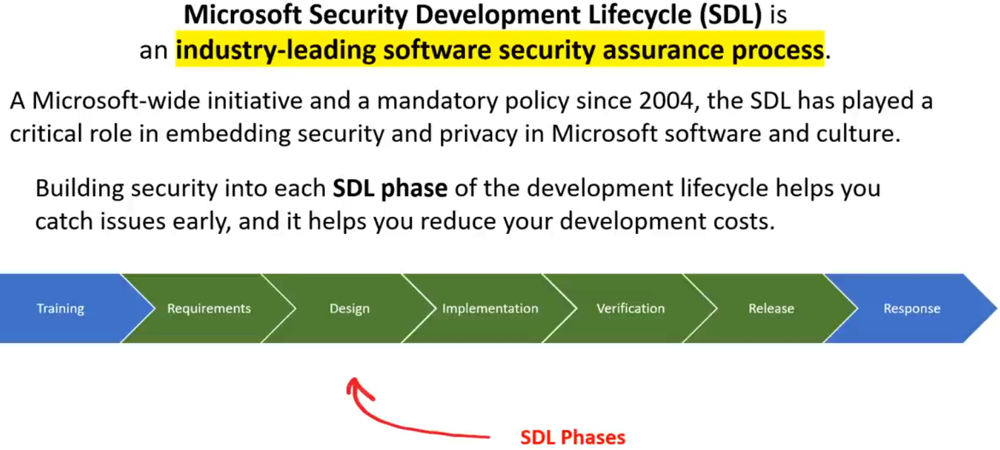 Microsoft Security Development Lifecycle (SDL) is
an industry-leading software security assurance process.
A Microsoft-wide initiative and a mandatory policy since 2004, the SDL has played a
critical role in embedding security and privacy in Microsoft software and culture.
Building security into each SDL phase of the development lifecycle helps you
catch issues early, and it helps you reduce your development costs.
Training
Requirements
Design
Implementation
Verification
Release
Response
SDL Phases